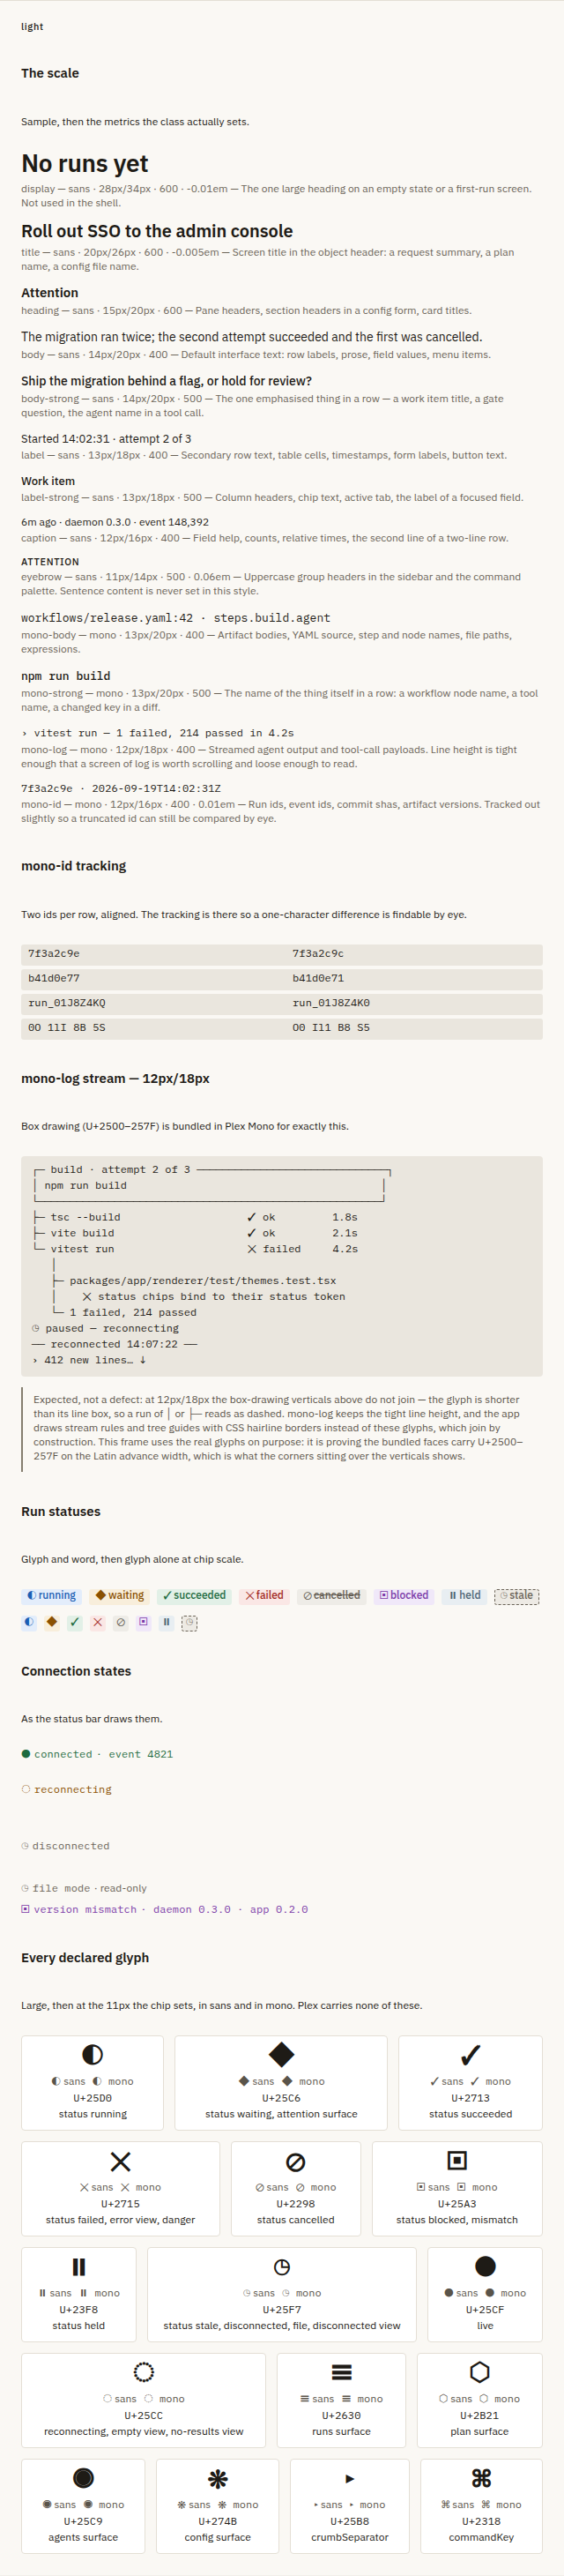 light
The scale
Sample, then the metrics the class actually sets.
No runs yet
display — sans · 28px/34px · 600 · -0.01em — The one large heading on an empty state or a first-run screen.
Not used in the shell.
Roll out SSO to the admin console
title — sans · 20px/26px · 600 · -0.005em — Screen title in the object header: a request summary, a plan
name, a config file name.
Attention
heading — sans · 15px/20px · 600 — Pane headers, section headers in a config form, card titles.
The migration ran twice; the second attempt succeeded and the first was cancelled.
body — sans · 14px/20px · 400 — Default interface text: row labels, prose, field values, menu items.
Ship the migration behind a flag, or hold for review?
body-strong — sans · 14px/20px · 500 — The one emphasised thing in a row — a work item title, a gate
question, the agent name in a tool call.
Started 14:02:31 · attempt 2 of 3
label — sans · 13px/18px · 400 — Secondary row text, table cells, timestamps, form labels, button text.
Work item
label-strong — sans · 13px/18px · 500 — Column headers, chip text, active tab, the label of a focused field.
6m ago · daemon 0.3.0 · event 148,392
caption — sans · 12px/16px · 400 — Field help, counts, relative times, the second line of a two-line row.
ATTENTION
eyebrow — sans · 11px/14px · 500 · 0.06em — Uppercase group headers in the sidebar and the command
palette. Sentence content is never set in this style.
workflows/release.yaml:42 · steps.build.agent
mono-body — mono · 13px/20px · 400 — Artifact bodies, YAML source, step and node names, file paths,
expressions.
npm run build
mono-strong — mono · 13px/20px · 500 — The name of the thing itself in a row: a workflow node name, a tool
name, a changed key in a diff.
› vitest run — 1 failed, 214 passed in 4.2s
mono-log — mono · 12px/18px · 400 — Streamed agent output and tool-call payloads. Line height is tight
enough that a screen of log is worth scrolling and loose enough to read.
7f3a2c9e · 2026-09-19T14:02:31Z
mono-id — mono · 12px/16px · 400 · 0.01em — Run ids, event ids, commit shas, artifact versions. Tracked out
slightly so a truncated id can still be compared by eye.
mono-id tracking
Two ids per row, aligned. The tracking is there so a one-character difference is findable by eye.
7f3a2c9e 7f3a2c9c
b41d0e77 b41d0e71
run_01J8Z4KQ run_01J8Z4K0
0O 1lI 8B 5S O0 Il1 B8 S5
mono-log stream — 12px/18px
Box drawing (U+2500–257F) is bundled in Plex Mono for exactly this.
┌─ build · attempt 2 of 3 ──────────────────────────────┐
│ npm run build │
└───────────────────────────────────────────────────────┘
├─ tsc --build ✓ ok 1.8s
├─ vite build ✓ ok 2.1s
└─ vitest run ✕ failed 4.2s
│
├─ packages/app/renderer/test/themes.test.tsx
│ ✕ status chips bind to their status token
└─ 1 failed, 214 passed
◷ paused — reconnecting
── reconnected 14:07:22 ──
› 412 new lines… ↓
Expected, not a defect: at 12px/18px the box-drawing verticals above do not join — the glyph is shorter
than its line box, so a run of │ or ├─ reads as dashed. mono-log keeps the tight line height, and the app
draws stream rules and tree guides with CSS hairline borders instead of these glyphs, which join by
construction. This frame uses the real glyphs on purpose: it is proving the bundled faces carry U+2500–
257F on the Latin advance width, which is what the corners sitting over the verticals shows.
Run statuses
Glyph and word, then glyph alone at chip scale.
◐ running ◆ waiting ✓ succeeded ✕ failed ⊘ cancelled ▣ blocked ⏸ held ◷ stale
◐ ◆ ✓ ✕ ⊘ ▣ ⏸ ◷
Connection states
As the status bar draws them.
● connected · event 4821
◌ reconnecting
◷ disconnected
◷ file mode · read-only
▣ version mismatch · daemon 0.3.0 · app 0.2.0
Every declared glyph
Large, then at the 11px the chip sets, in sans and in mono. Plex carries none of these.
◐ ◆ ✓
◐ sans ◐ mono ◆ sans ◆ mono ✓ sans ✓ mono
U+25D0 U+25C6 U+2713
status running status waiting, attention surface status succeeded
✕ ⊘ ▣
✕ sans ✕ mono ⊘ sans ⊘ mono ▣ sans ▣ mono
U+2715 U+2298 U+25A3
status failed, error view, danger status cancelled status blocked, mismatch
⏸ ◷ ●
⏸ sans ⏸ mono ◷ sans ◷ mono ● sans ● mono
U+23F8 U+25F7 U+25CF
status held status stale, disconnected, file, disconnected view live
◌ ☰ ⬡
◌ sans ◌ mono ☰ sans ☰ mono ⬡ sans ⬡ mono
U+25CC U+2630 U+2B21
reconnecting, empty view, no-results view runs surface plan surface
◉ ❋ ▸ ⌘
◉ sans ◉ mono ❋ sans ❋ mono ▸ sans ▸ mono ⌘ sans ⌘ mono
U+25C9 U+274B U+25B8 U+2318
agents surface config surface crumbSeparator commandKey